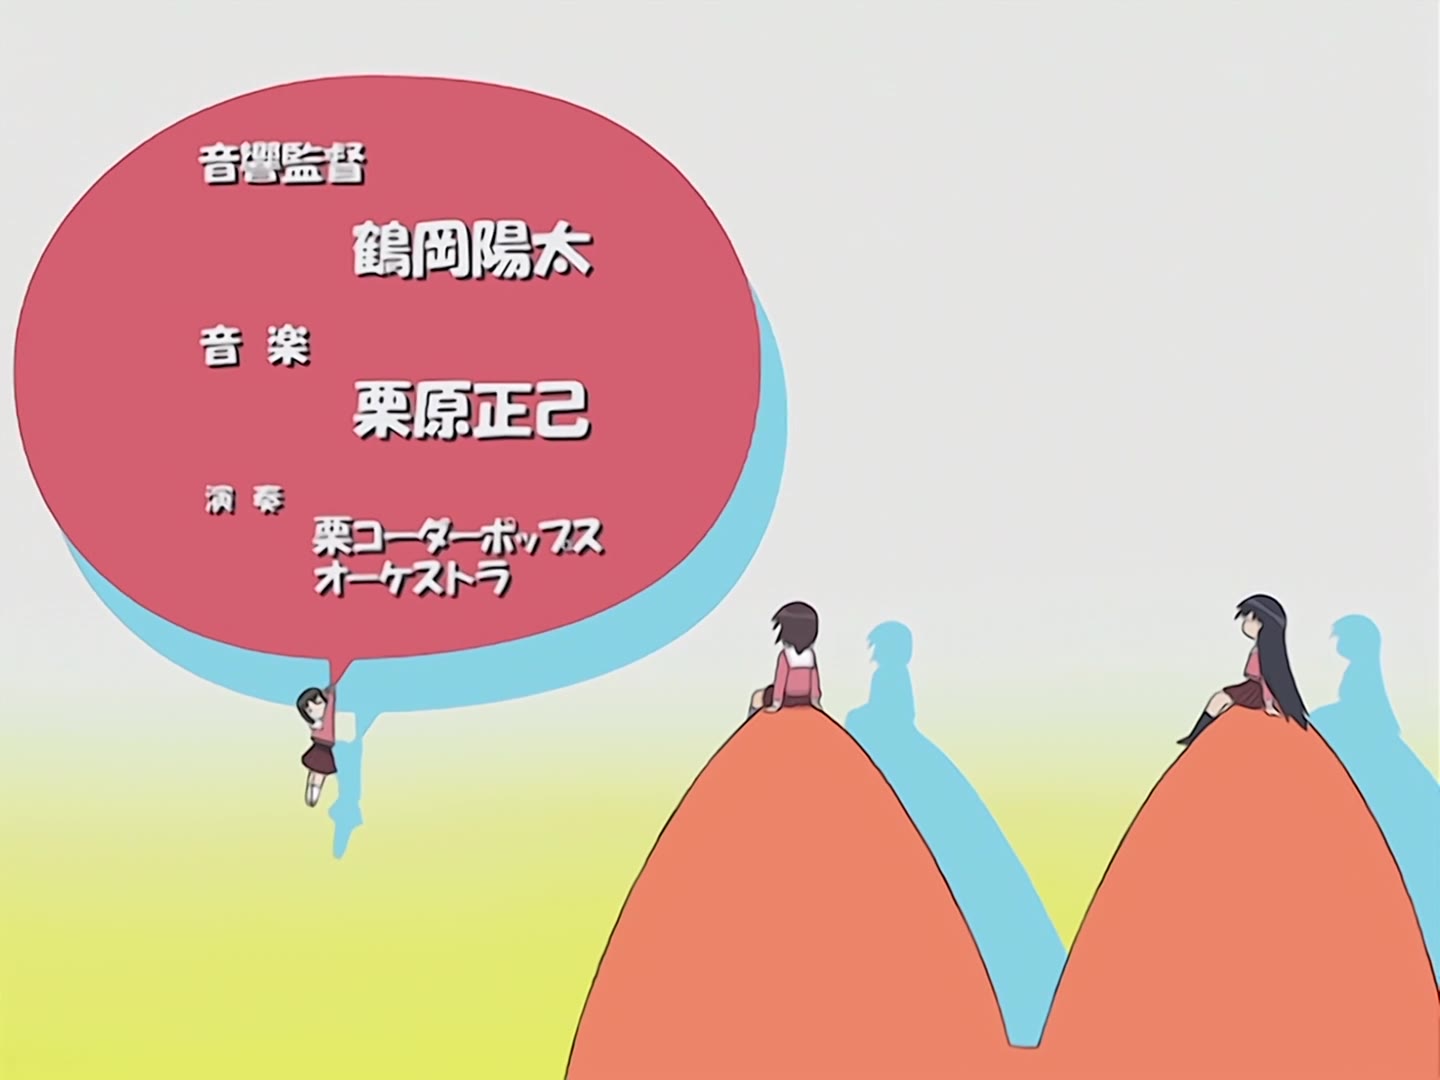 音響監督
鶴岡陽太
音 楽
栗原正己
演 奏
栗コーダーポップス
オーケストラ